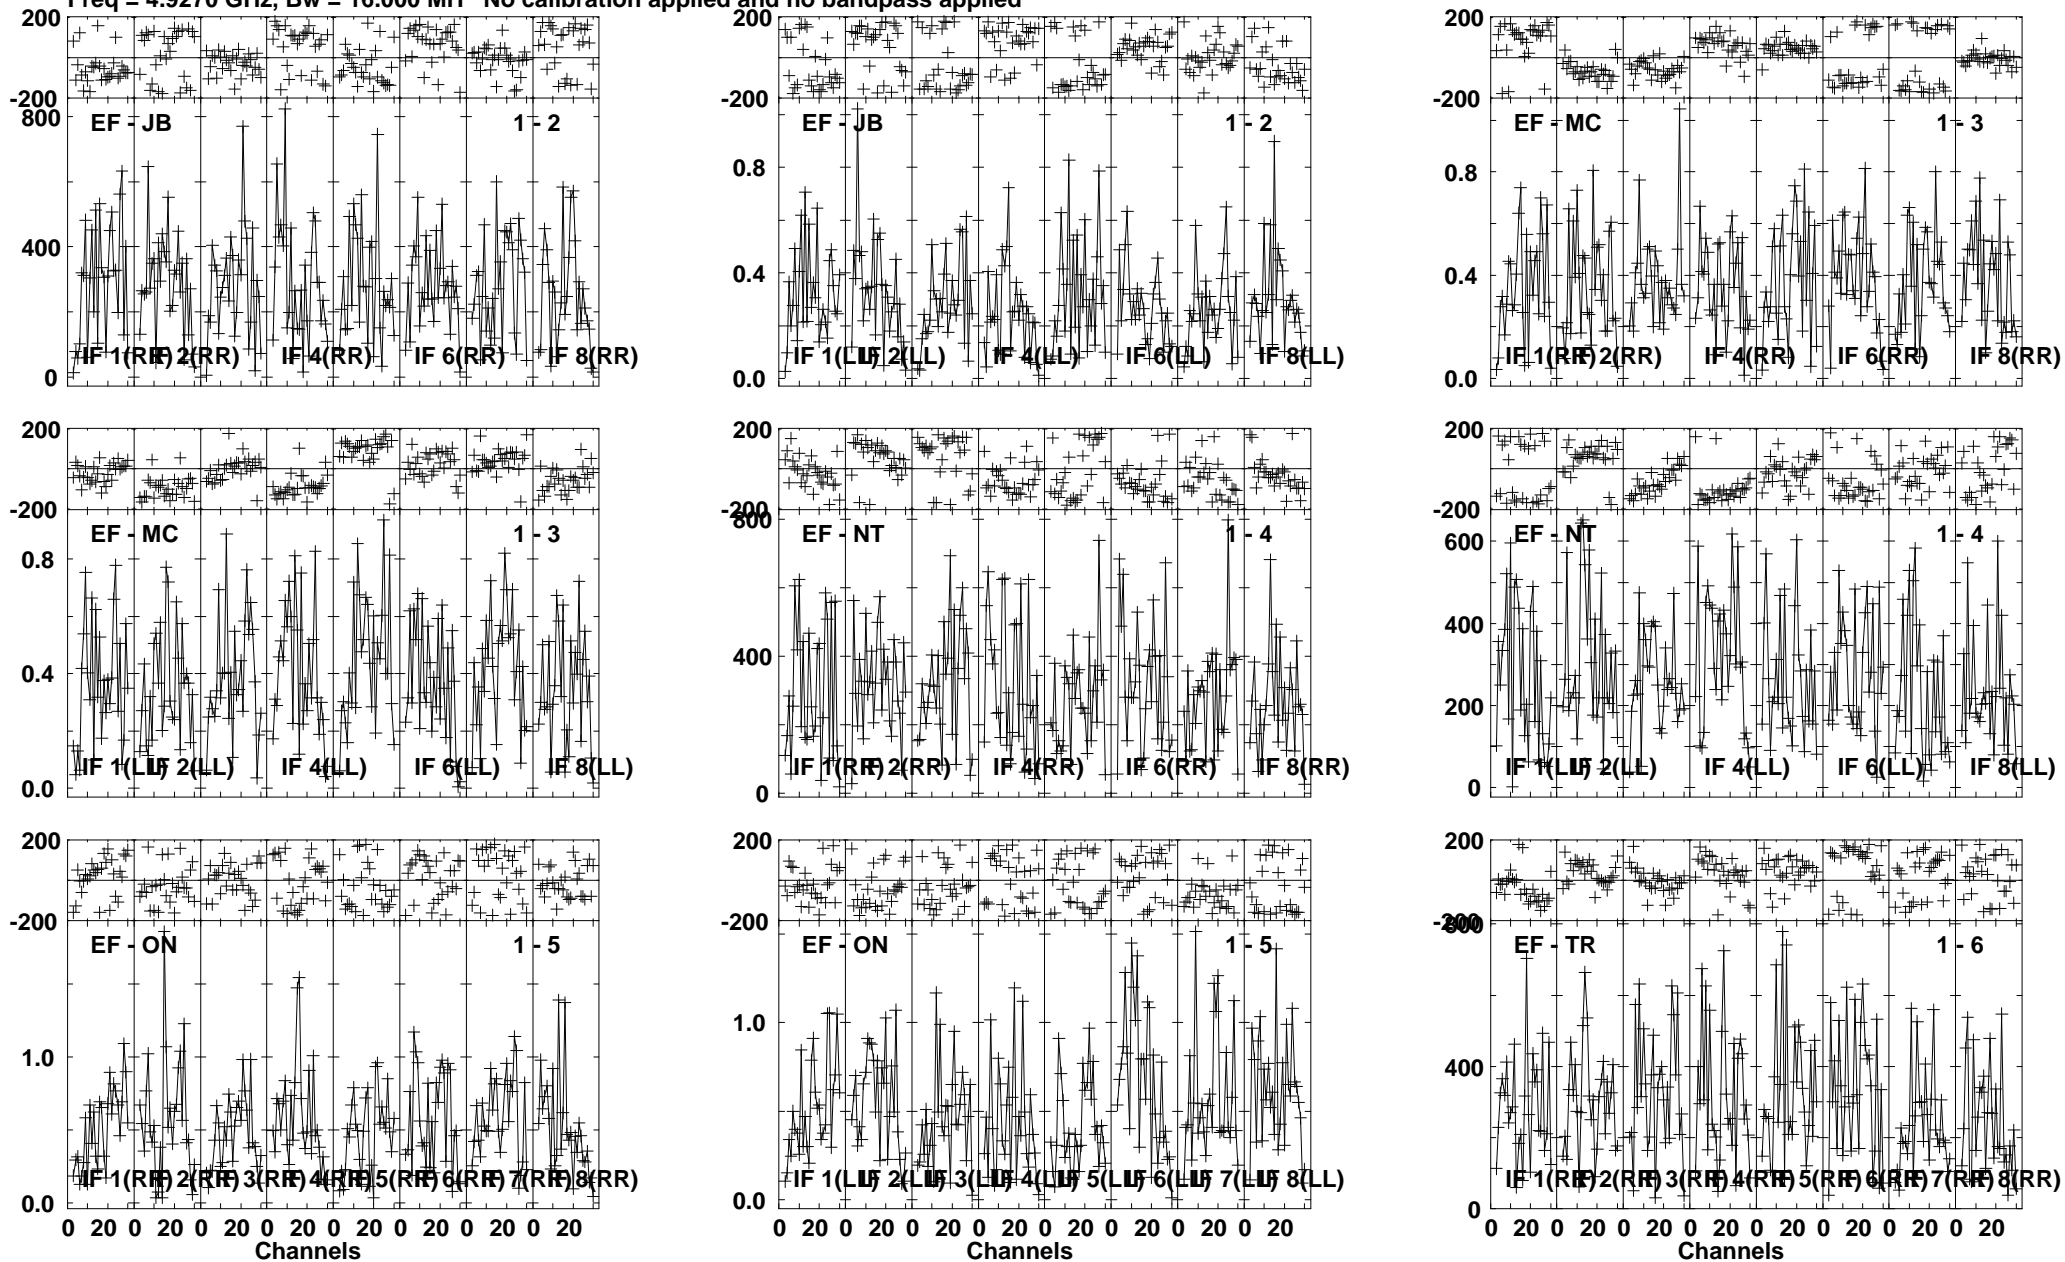 Freq = 4.9270 GHz, Bw = 16.000 MH No calibration applied and no bandpass applied
200 200
-200 -200 -200
800 EF - JB 1 - 2 EF - JB 1 - 2 EF - MC 1 - 3
0.8 0.8
400 0.4 0.4
IF 1(RR) IF 2(RR) IF 4(RR) IF 6(RR) IF 8(RR) IF 1(LL) IF 2(LL) IF 4(LL) IF 6(LL) IF 8(LL) IF 1(RR) IF 2(RR) IF 4(RR) IF 6(RR) IF 8(RR)
0 0.0 0.0
200 200 200
-200 -200 -200
EF - MC 1 - 3 800 EF - NT 1 - 4 EF - NT 1 - 4
0.8 600
400 400
0.4 200
IF 1(LL) IF 2(LL) IF 4(LL) IF 6(LL) IF 8(LL) IF 1(RR) IF 2(RR) IF 4(RR) IF 6(RR) IF 8(RR) IF 1(LL) IF 2(LL) IF 4(LL) IF 6(LL) IF 8(LL)
0.0 0 0
200 200 200
-200 -200 -200
800
EF - ON 1 - 5 EF - ON 1 - 5 EF - TR 1 - 6
1.0 1.0 400
IF 1(RR) IF 2(RR) IF 3(RR) IF 4(RR) IF 5(RR) IF 6(RR) IF 7(RR) IF 8(RR) IF 1(LL) IF 2(LL) IF 3(LL) IF 4(LL) IF 5(LL) IF 6(LL) IF 7(LL) IF 8(LL) IF 1(RR) IF 2(RR) IF 3(RR) IF 4(RR) IF 5(RR) IF 6(RR) IF 7(RR) IF 8(RR)
0.0 0.0 0
0 20 0 20 0 20 0 20 0 20 0 20 0 20 0 20 0 20 0 20 0 20 0 20 0 20 0 20 0 20 0 20 0 20 0 20 0 20 0 20 0 20 0 20 0 20 0 20
Channels Channels Channels